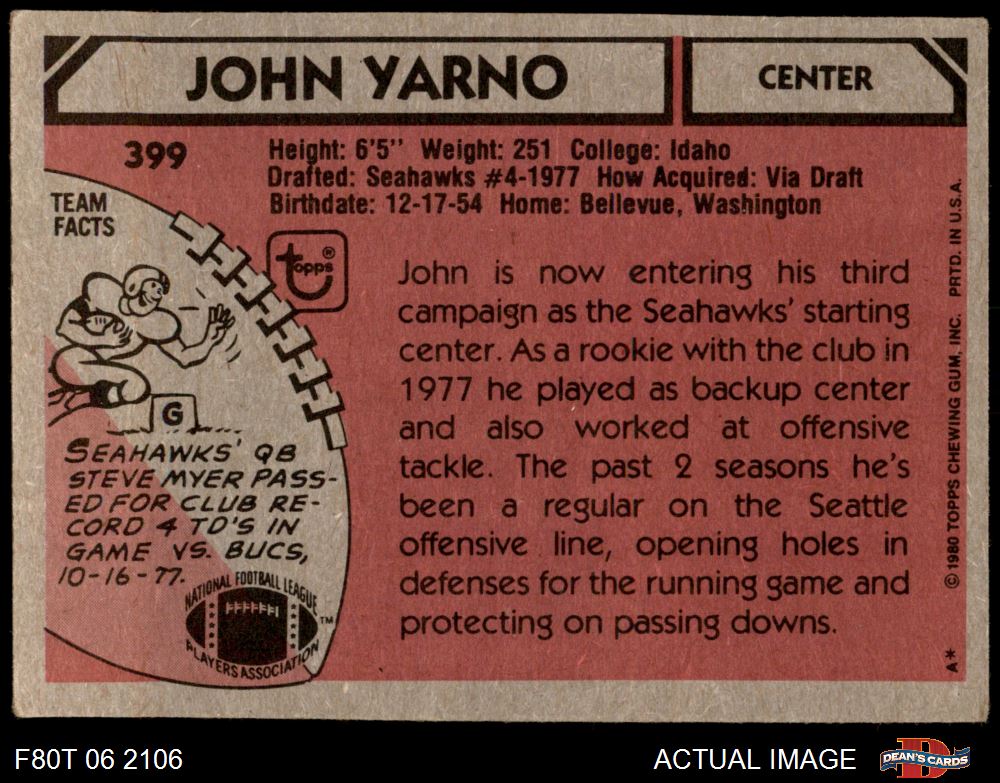 JOHN YARNO
CENTER
399
Height: 6'5'' Weight: 251 College: Idaho
Drafted: Seahawks #4-1977 How Acquired: Via Draft
Birthdate: 12-17-54 Home: Bellevue, Washington
TEAM
FACTS
topps®
G
SEAHAWKS' QB
STEVE MYER PASS-
ED FOR CLUB RE-
CORD 4 TD'S IN
GAME VS. BUCS,
10-16-77.
NATIONAL FOOTBALL LEAGUE
PLAYERS ASSOCIATION
TM
John is now entering his third
campaign as the Seahawks' starting
center. As a rookie with the club in
1977 he played as backup center
and also worked at offensive
tackle. The past 2 seasons he's
been a regular on the Seattle
offensive line, opening holes in
defenses for the running game and
protecting on passing downs.
A* © 1980 TOPPS CHEWING GUM, INC. PRTD. IN U.S.A.
F80T 06 2106
ACTUAL IMAGE
DEAN'S CARDS